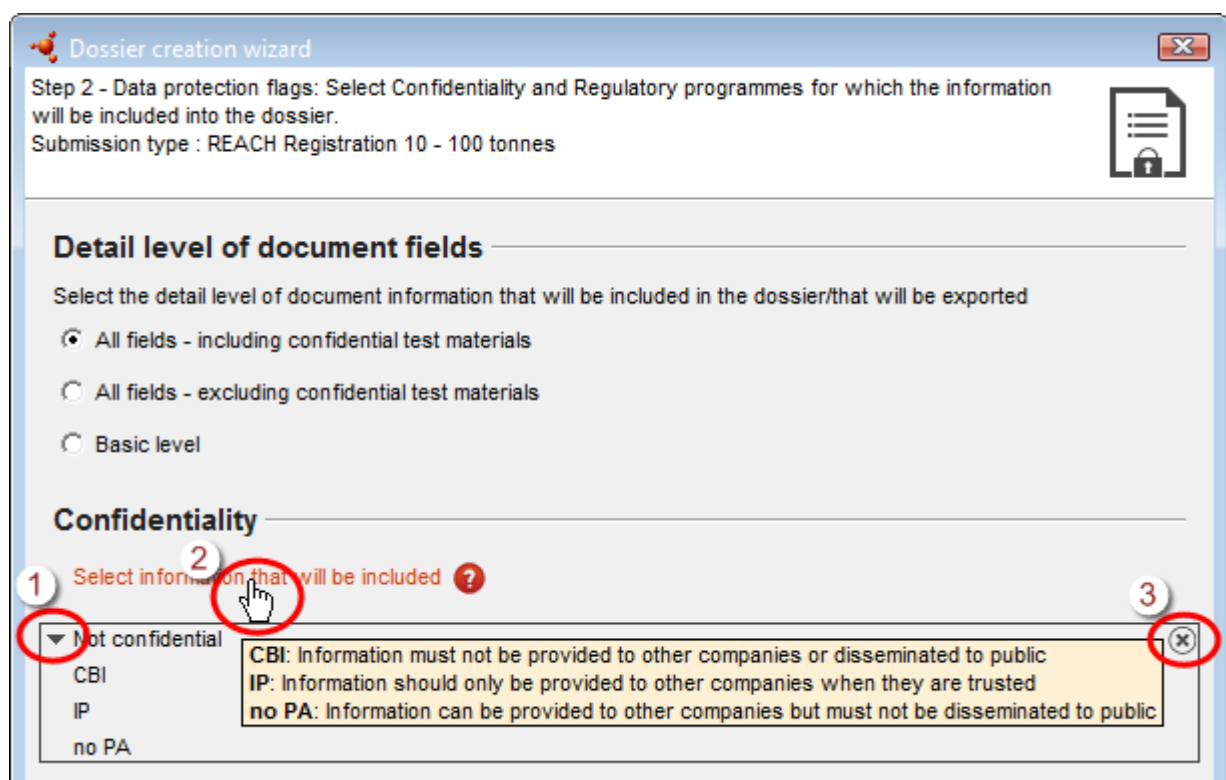 Dossier creation wizard
Step 2 - Data protection flags: Select Confidentiality and Regulatory programmes for which the information
will be included into the dossier.
Submission type : REACH Registration 10 - 100 tonnes
Detail level of document fields
Select the detail level of document information that will be included in the dossier/that will be exported
All fields - including confidential test materials
All fields - excluding confidential test materials
Basic level
Confidentiality
2
Select information that will be included ?
1
3
Not confidential
CBI
IP
no PA
CBI: Information must not be provided to other companies or disseminated to public
IP: Information should only be provided to other companies when they are trusted
no PA: Information can be provided to other companies but must not be disseminated to public